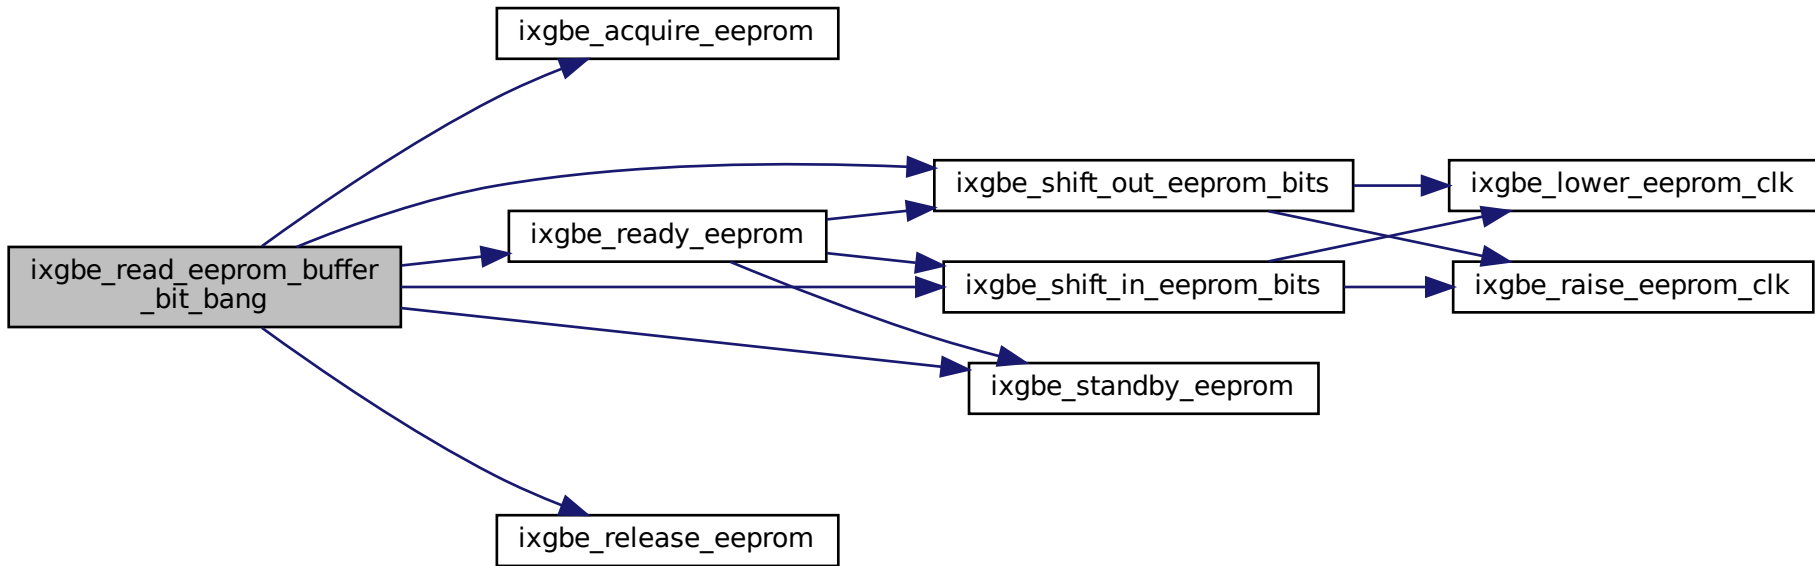 ixgbe_acquire_eeprom
ixgbe_shift_out_eeprom_bits
ixgbe_lower_eeprom_clk
ixgbe_ready_eeprom
ixgbe_read_eeprom_buffer
_bit_bang
ixgbe_shift_in_eeprom_bits
ixgbe_raise_eeprom_clk
ixgbe_standby_eeprom
ixgbe_release_eeprom